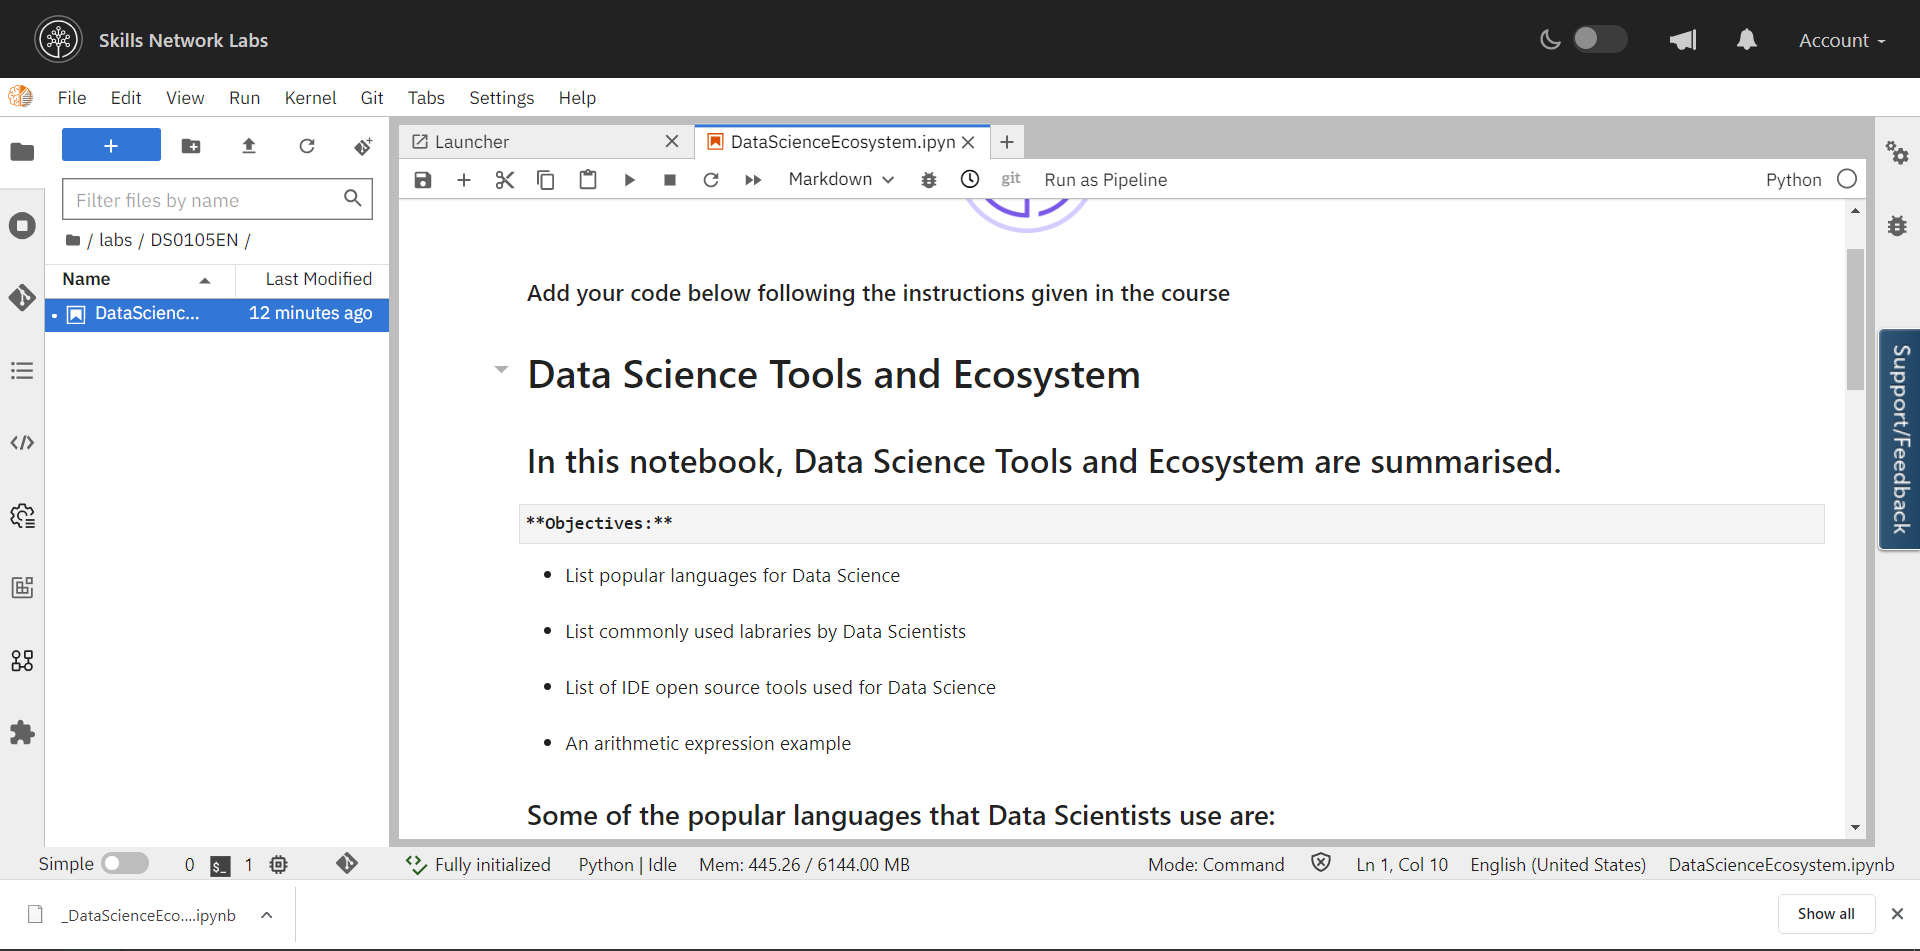 Skills Network Labs
Account
File Edit View Run Kernel Git Tabs Settings Help
Launcher
DataScienceEcosystem.ipyn
Filter files by name
Markdown
git
Run as Pipeline
Python
/ labs / DS0105EN /
Name
Last Modified
DataScienc...
12 minutes ago
Add your code below following the instructions given in the course
Data Science Tools and Ecosystem
In this notebook, Data Science Tools and Ecosystem are summarised.
**Objectives:**
• List popular languages for Data Science
• List commonly used labraries by Data Scientists
• List of IDE open source tools used for Data Science
• An arithmetic expression example
Some of the popular languages that Data Scientists use are:
Support/Feedback
Simple
0
$_
1
Fully initialized
Python | Idle
Mem: 445.26 / 6144.00 MB
Mode: Command
Ln 1, Col 10
English (United States)
DataScienceEcosystem.ipynb
_DataScienceEco....ipynb
Show all